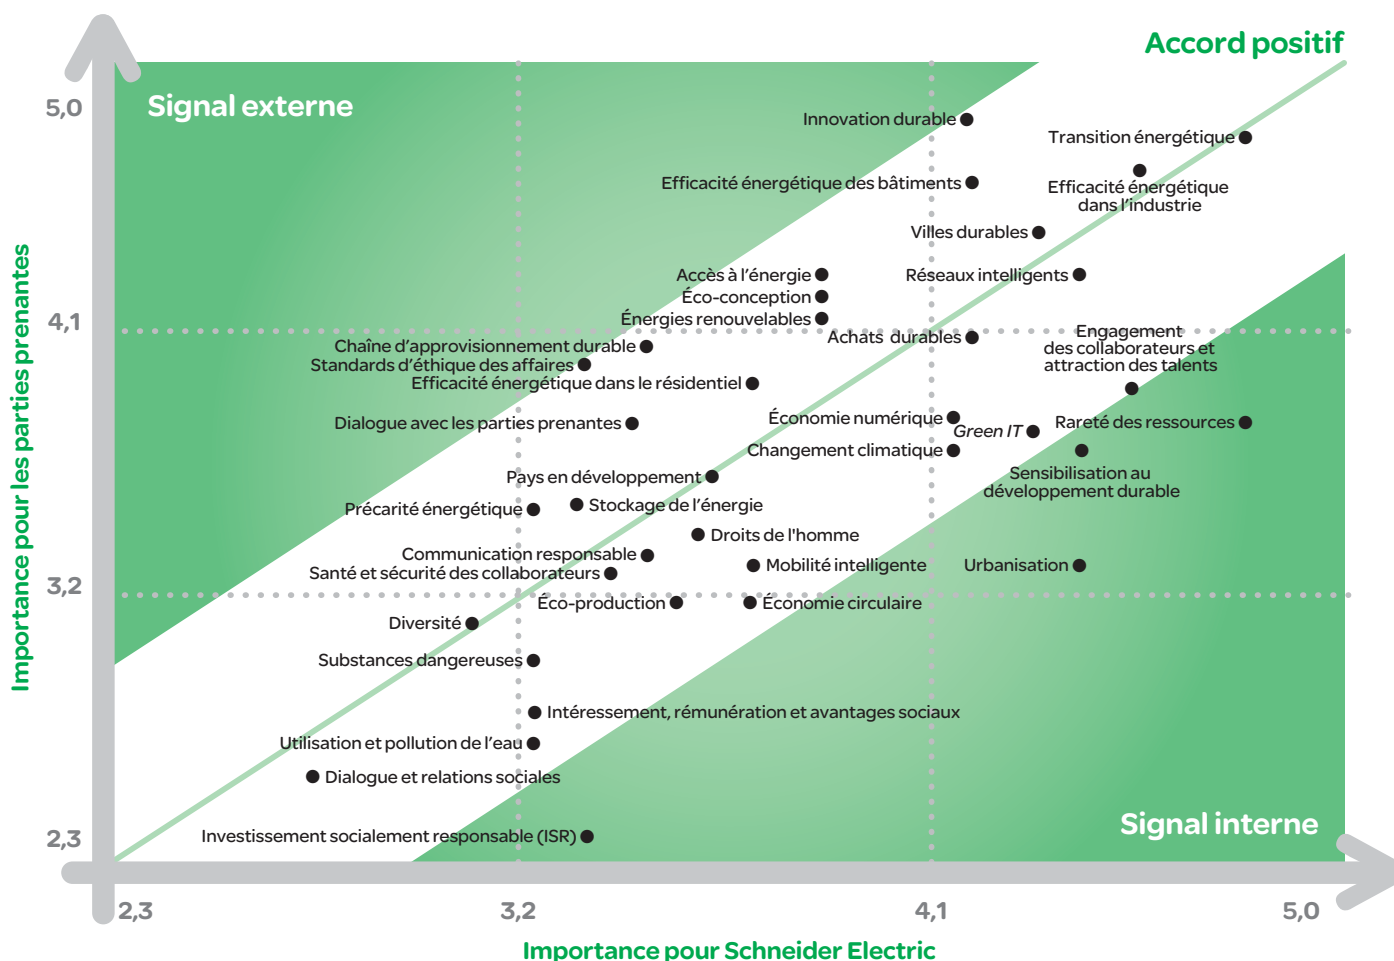 Accord positif
5,0
Signal externe
Innovation durable
Transition énergétique
Efficacité énergétique des bâtiments
Efficacité énergétique
dans l’industrie
Villes durables
Accès à l’énergie
Réseaux intelligents
Éco-conception
Énergies renouvelables
4,1
Achats durables
Engagement
des collaborateurs et
attraction des talents
Chaîne d’approvisionnement durable
Standards d’éthique des affaires
Efficacité énergétique dans le résidentiel
Dialogue avec les parties prenantes
Économie numérique
Green IT
Rareté des ressources
Changement climatique
Sensibilisation au
développement durable
Pays en développement
Stockage de l’énergie
Précarité énergétique
Droits de l'homme
Communication responsable
Mobilité intelligente
Urbanisation
Santé et sécurité des collaborateurs
3,2
Éco-production
Économie circulaire
Diversité
Substances dangereuses
Intéressement, rémunération et avantages sociaux
Utilisation et pollution de l’eau
Dialogue et relations sociales
Investissement socialement responsable (ISR)
Signal interne
2,3
Importance pour les parties prenantes
2,3
3,2
4,1
5,0
Importance pour Schneider Electric